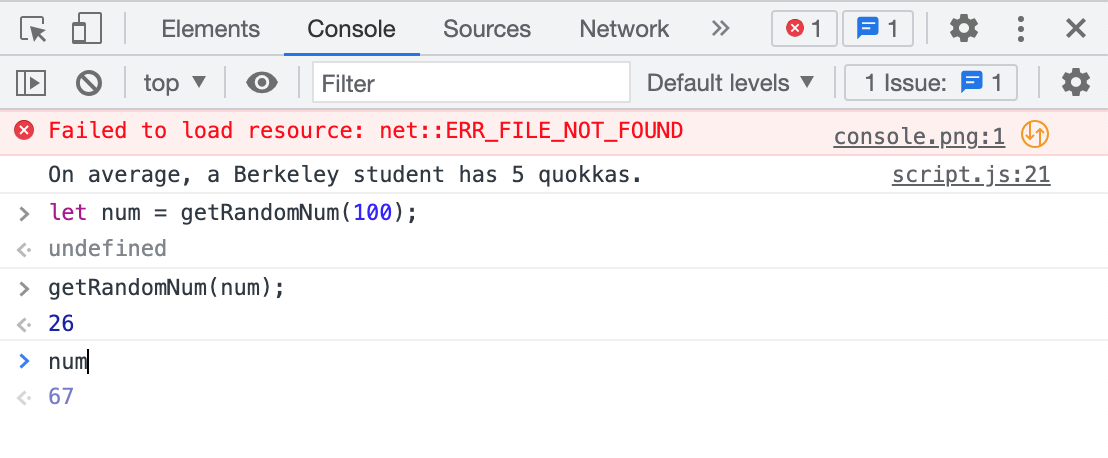 Elements Console Sources Network » 1 1
top ▼ Filter Default levels ▼ 1 Issue: 1
Failed to load resource: net::ERR_FILE_NOT_FOUND console.png:1
On average, a Berkeley student has 5 quokkas. script.js:21
> let num = getRandomNum(100);
undefined
> getRandomNum(num);
26
> num
67